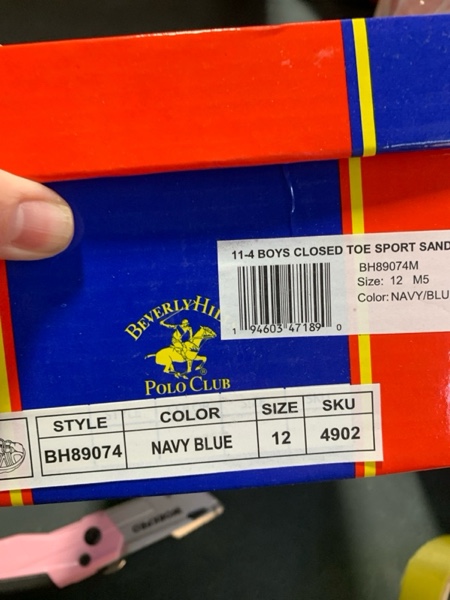 11-4 BOYS CLOSED TOE SPORT SAND
BH89074M
Size: 12 M5
Color: NAVY/BLU
1 94603 47189 0
BEVERLY HI
POLO CLUB
STYLE COLOR SIZE SKU
BH89074 NAVY BLUE 12 4902